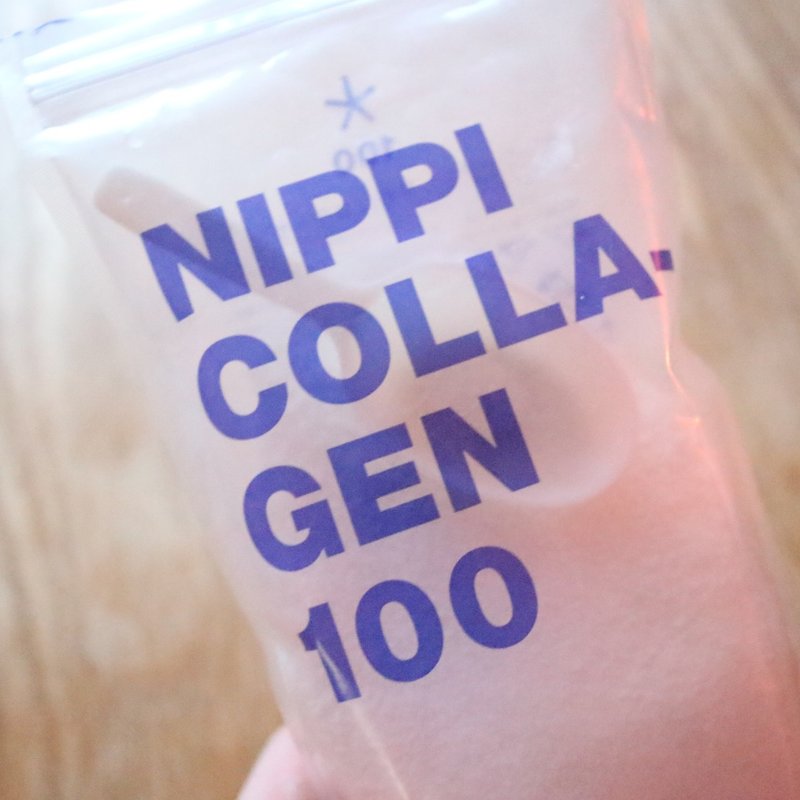 NIPPI
COLLA-
GEN
100